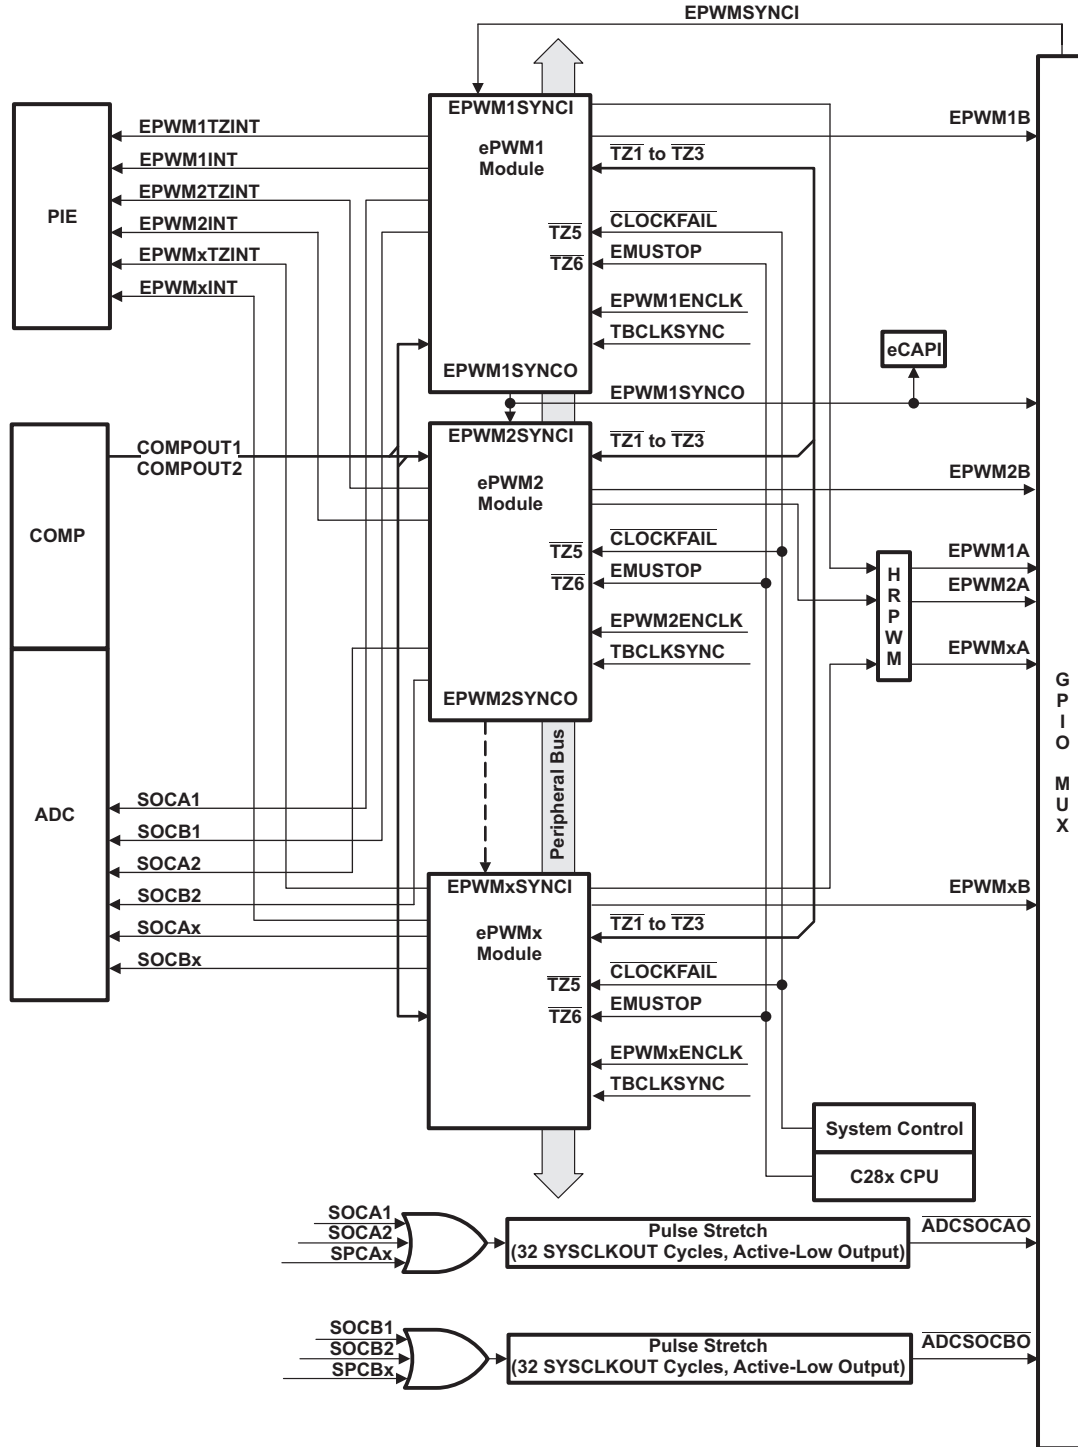 EPWMSYNCI
EPWM1SYNCI
ePWM1
Module
EPWM1B
EPWM1TZINT
EPWM1INT
EPWM2TZINT
EPWM2INT
EPWMxTZINT
EPWMxINT
PIE
TZ1 to TZ3
TZ5
CLOCKFAIL
TZ6
EMUSTOP
EPWM1ENCLK
TBCLKSYNC
EPWM1SYNCO
eCAPI
EPWM1SYNCO
EPWM2SYNCI
ePWM2
Module
TZ1 to TZ3
COMPOUT1
COMPOUT2
EPWM2B
COMP
TZ5
CLOCKFAIL
TZ6
EMUSTOP
EPWM2ENCLK
TBCLKSYNC
EPWM2SYNCO
HRPWM
EPWM1A
EPWM2A
EPWMxA
GPIO MUX
Peripheral Bus
ADC
SOCA1
SOCB1
SOCA2
SOCB2
SOCAx
SOCBx
EPWMxSYNCI
ePWMx
Module
EPWMxB
TZ1 to TZ3
TZ5
CLOCKFAIL
TZ6
EMUSTOP
EPWMxENCLK
TBCLKSYNC
System Control
C28x CPU
SOCA1
SOCA2
SPCAx
Pulse Stretch
(32 SYSCLKOUT Cycles, Active-Low Output)
ADCSOCAO
SOCB1
SOCB2
SPCBx
Pulse Stretch
(32 SYSCLKOUT Cycles, Active-Low Output)
ADCSOCBO